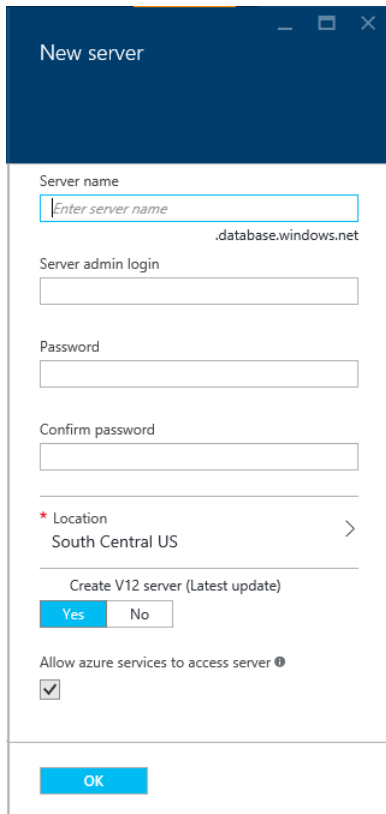 New server
Server name
Enter server name
.database.windows.net
Server admin login
Password
Confirm password
* Location
South Central US
Create V12 server (Latest update)
Yes No
Allow azure services to access server
OK